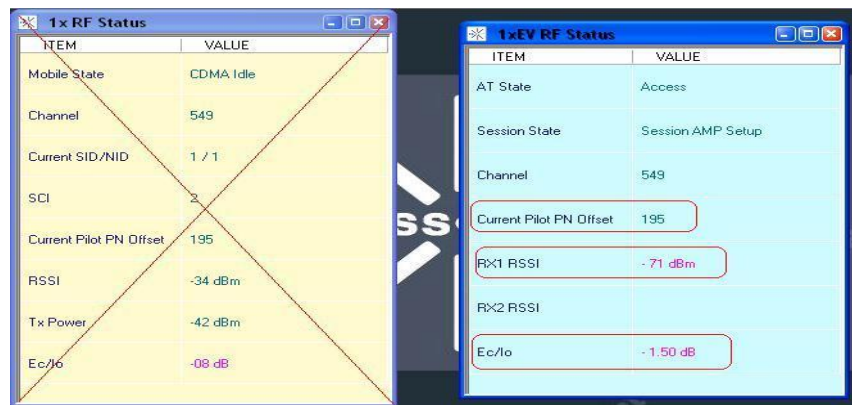 1x RF Status
ITEM VALUE
Mobile State CDMA Idle
Channel 549
Current SID/NID 1 / 1
SCI 2
Current Pilot PN Offset 195
RSSI -34 dBm
Tx Power -42 dBm
Ec/Io -08 dB
ss
1xEV RF Status
ITEM VALUE
AT State Access
Session State Session AMP Setup
Channel 549
Current Pilot PN Offset 195
RX1 RSSI - 71 dBm
RX2 RSSI
Ec/Io - 1.50 dB